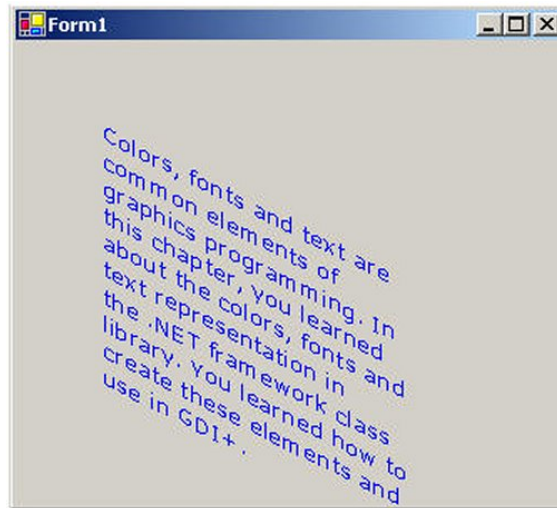 Form1
Colors, fonts and text are
common elements of
graphics programming. In
this chapter, you learned
about the colors, fonts and
text representation in
the .NET framework class
library. You learned how to
create these elements and
use in GDI+.